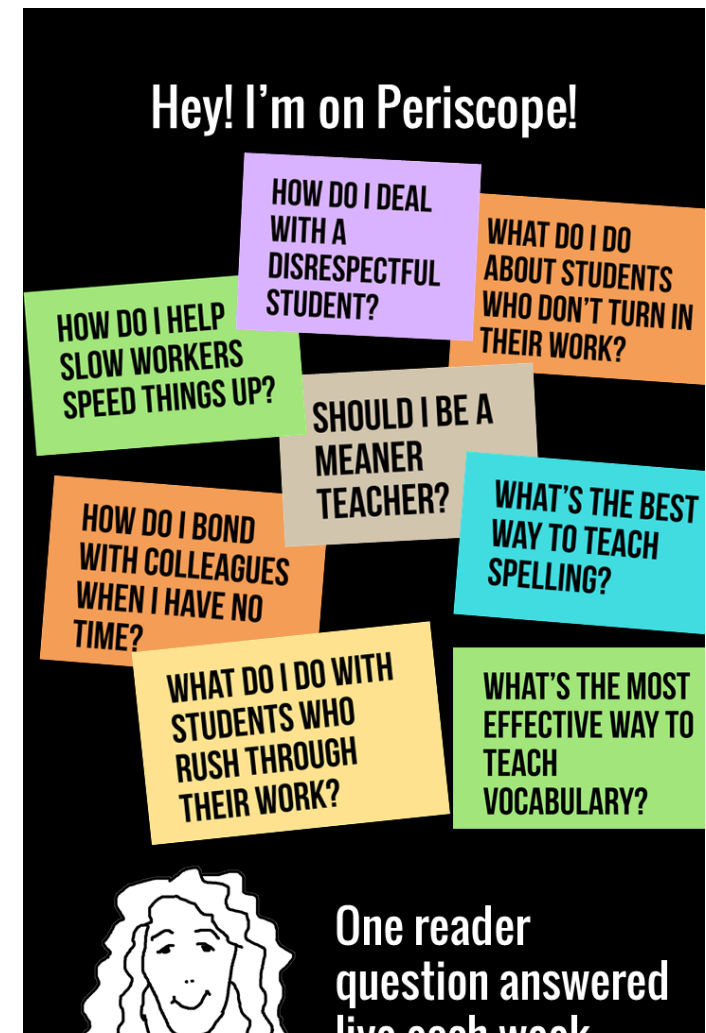 Hey! I'm on Periscope!
HOW DO I DEAL
WITH A
DISRESPECTFUL
STUDENT?
WHAT DO I DO
ABOUT STUDENTS
WHO DON'T TURN IN
THEIR WORK?
HOW DO I HELP
SLOW WORKERS
SPEED THINGS UP?
SHOULD I BE A
MEANER
TEACHER?
WHAT'S THE BEST
WAY TO TEACH
SPELLING?
HOW DO I BOND
WITH COLLEAGUES
WHEN I HAVE NO
TIME?
WHAT DO I DO WITH
STUDENTS WHO
RUSH THROUGH
THEIR WORK?
WHAT'S THE MOST
EFFECTIVE WAY TO
TEACH
VOCABULARY?
One reader
question answered
live each week